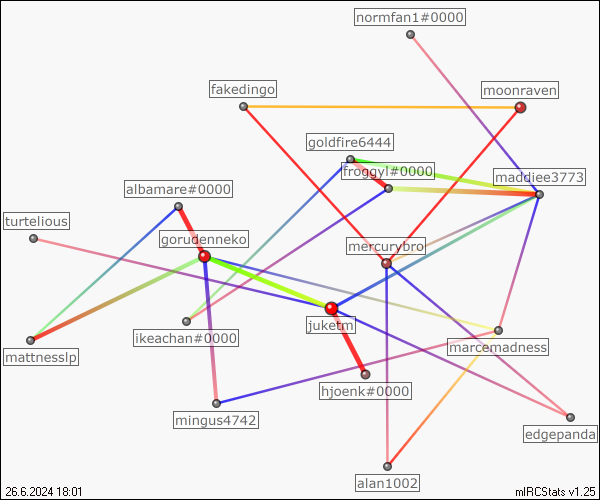 normfan1#0000
fakedingo
moonraven
goldfire6444
froggyl#0000
maddiee3773
albamare#0000
turtelious
gorudenneko
mercurybro
juketm
ikeachan#0000
marcemadness
mattnesslp
hjoenk#0000
mingus4742
edgepanda
alan1002
26.6.2024 18:01
mIRCStats v1.25